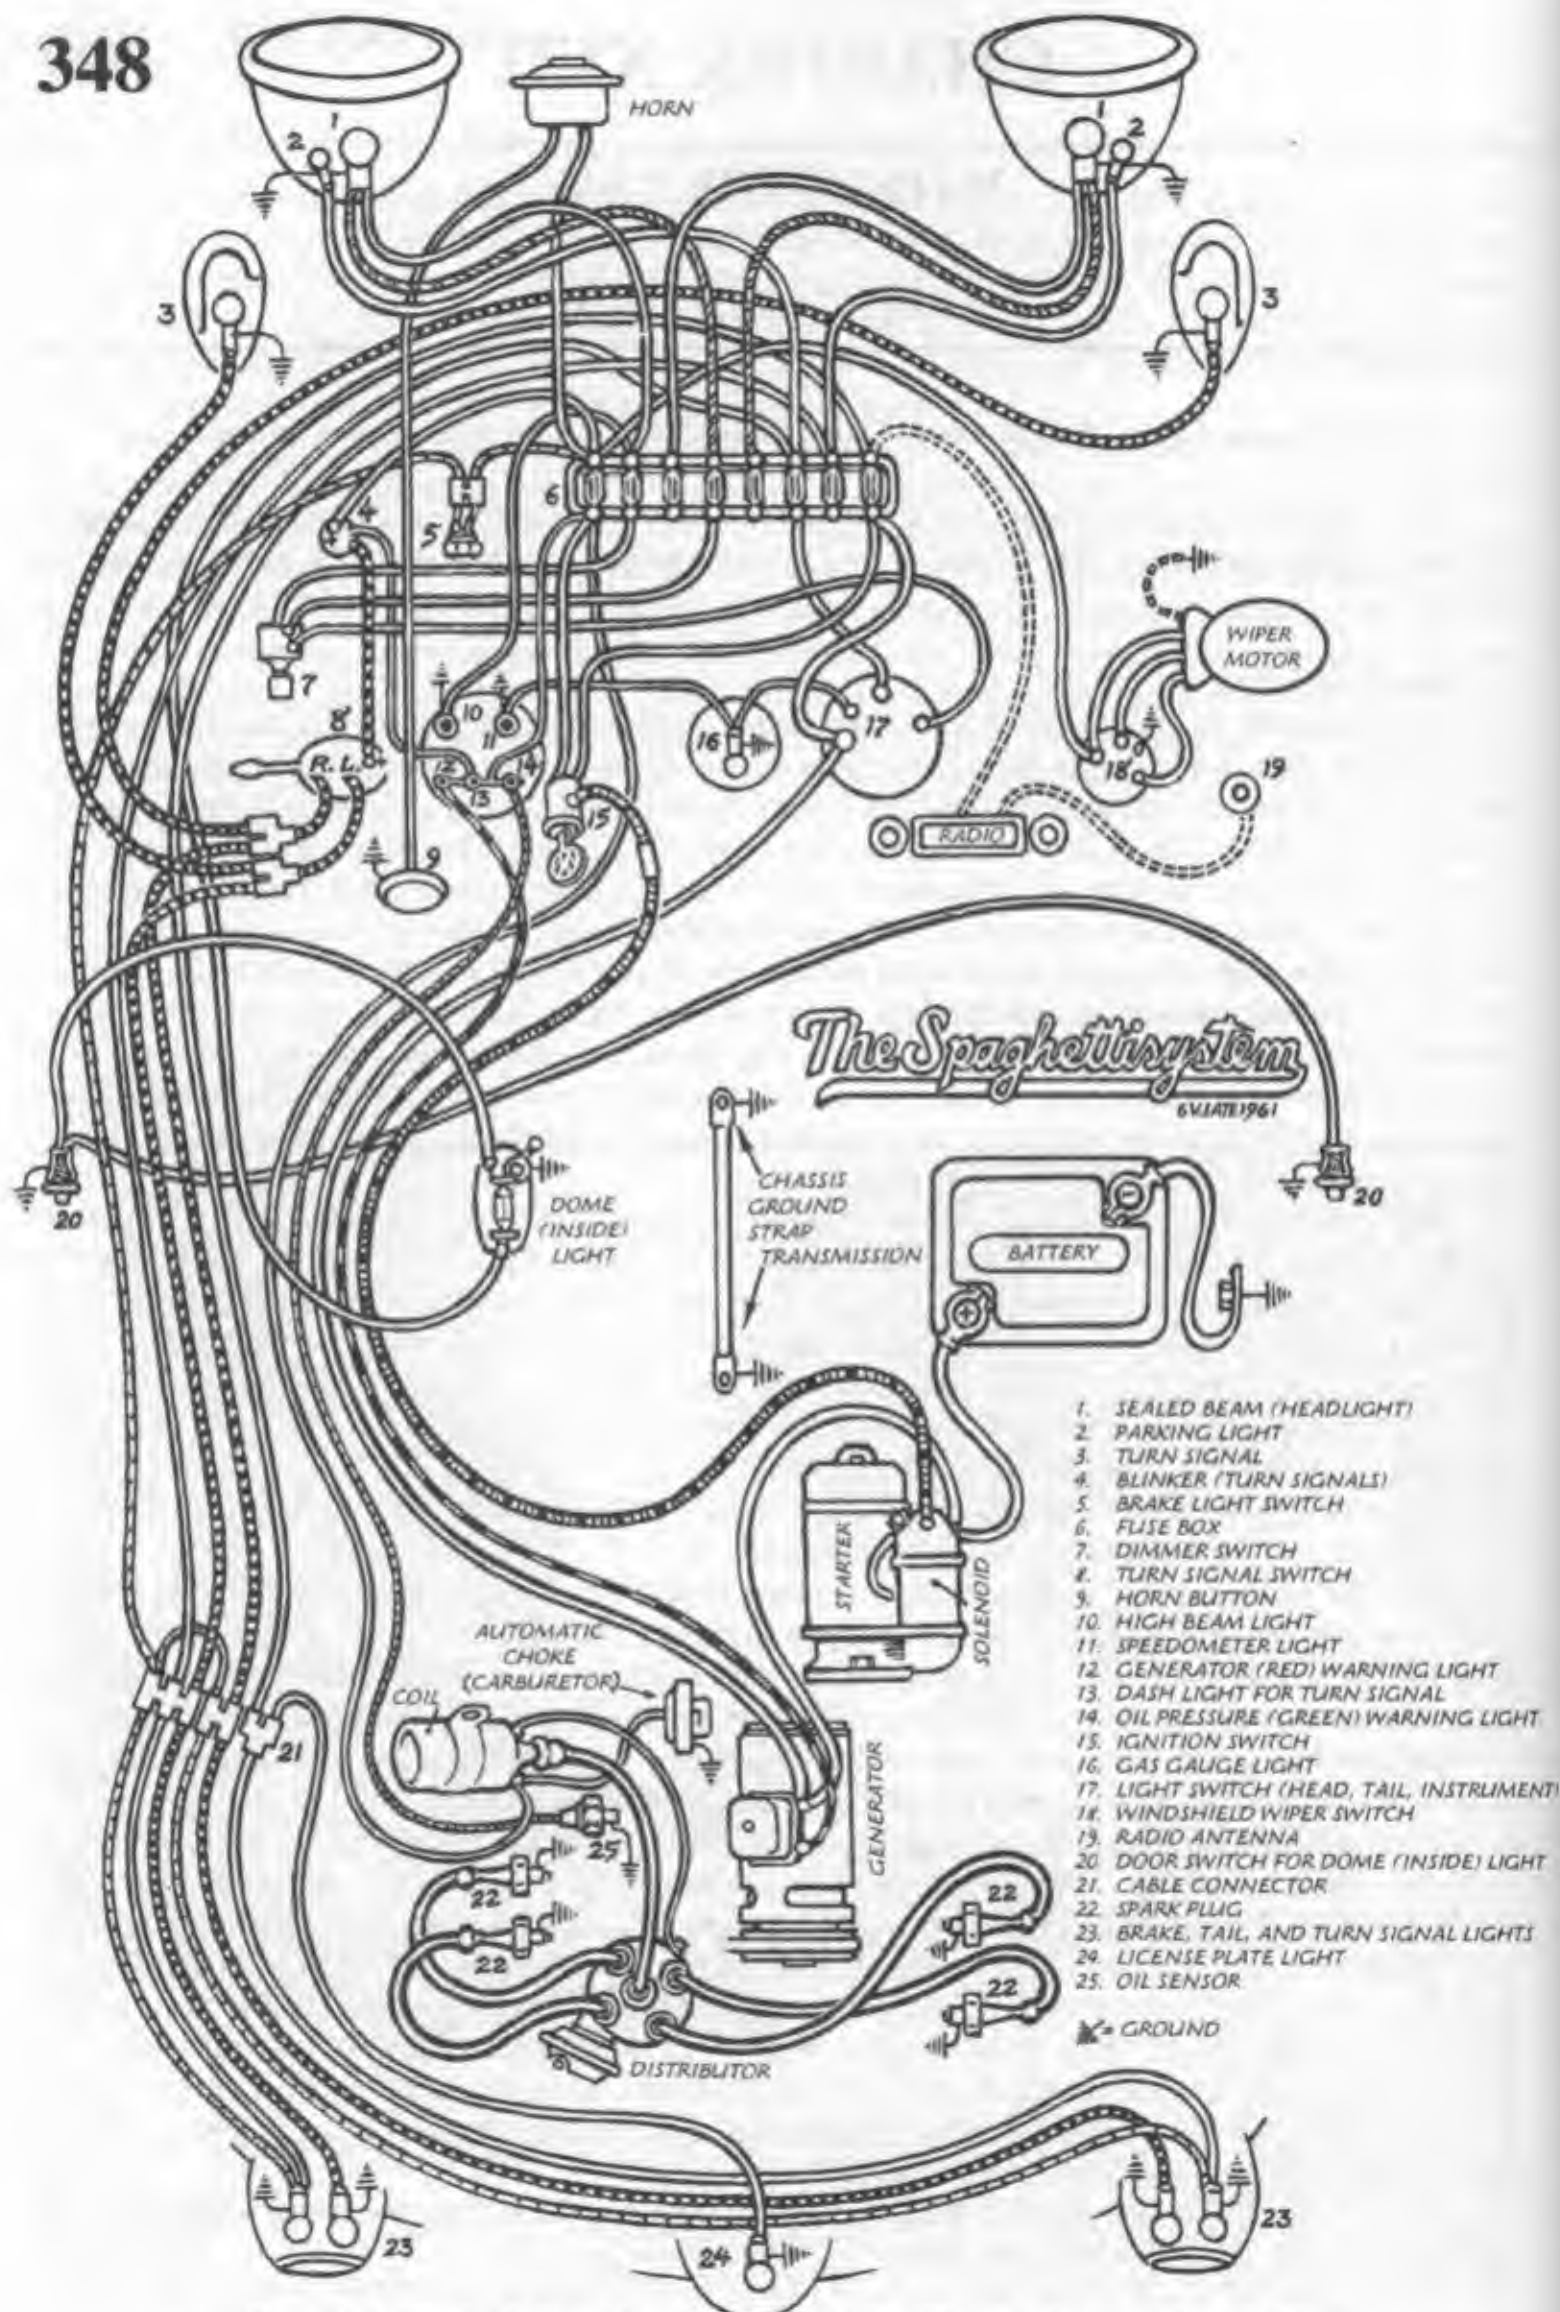 348
HORN
1
2
1
2
3
3
4
5
6
7
8
R. L.
9
10
11
12
13
14
15
16
17
18
19
WIPER
MOTOR
RADIO
The Spaghettisystem
6V.LATE1961
CHASSIS
GROUND
STRAP
TRANSMISSION
BATTERY
20
20
DOME
(INSIDE)
LIGHT
STARTER
SOLENOID
AUTOMATIC
CHOKE
(CARBURETOR)
COIL
21
GENERATOR
25
22
22
22
22
DISTRIBUTOR
23
24
23
1. SEALED BEAM (HEADLIGHT)
2. PARKING LIGHT
3. TURN SIGNAL
4. BLINKER (TURN SIGNALS)
5. BRAKE LIGHT SWITCH
6. FUSE BOX
7. DIMMER SWITCH
8. TURN SIGNAL SWITCH
9. HORN BUTTON
10. HIGH BEAM LIGHT
11. SPEEDOMETER LIGHT
12. GENERATOR (RED) WARNING LIGHT
13. DASH LIGHT FOR TURN SIGNAL
14. OIL PRESSURE (GREEN) WARNING LIGHT
15. IGNITION SWITCH
16. GAS GAUGE LIGHT
17. LIGHT SWITCH (HEAD, TAIL, INSTRUMENT)
18. WINDSHIELD WIPER SWITCH
19. RADIO ANTENNA
20. DOOR SWITCH FOR DOME (INSIDE) LIGHT
21. CABLE CONNECTOR
22. SPARK PLUG
23. BRAKE, TAIL, AND TURN SIGNAL LIGHTS
24. LICENSE PLATE LIGHT
25. OIL SENSOR
= GROUND